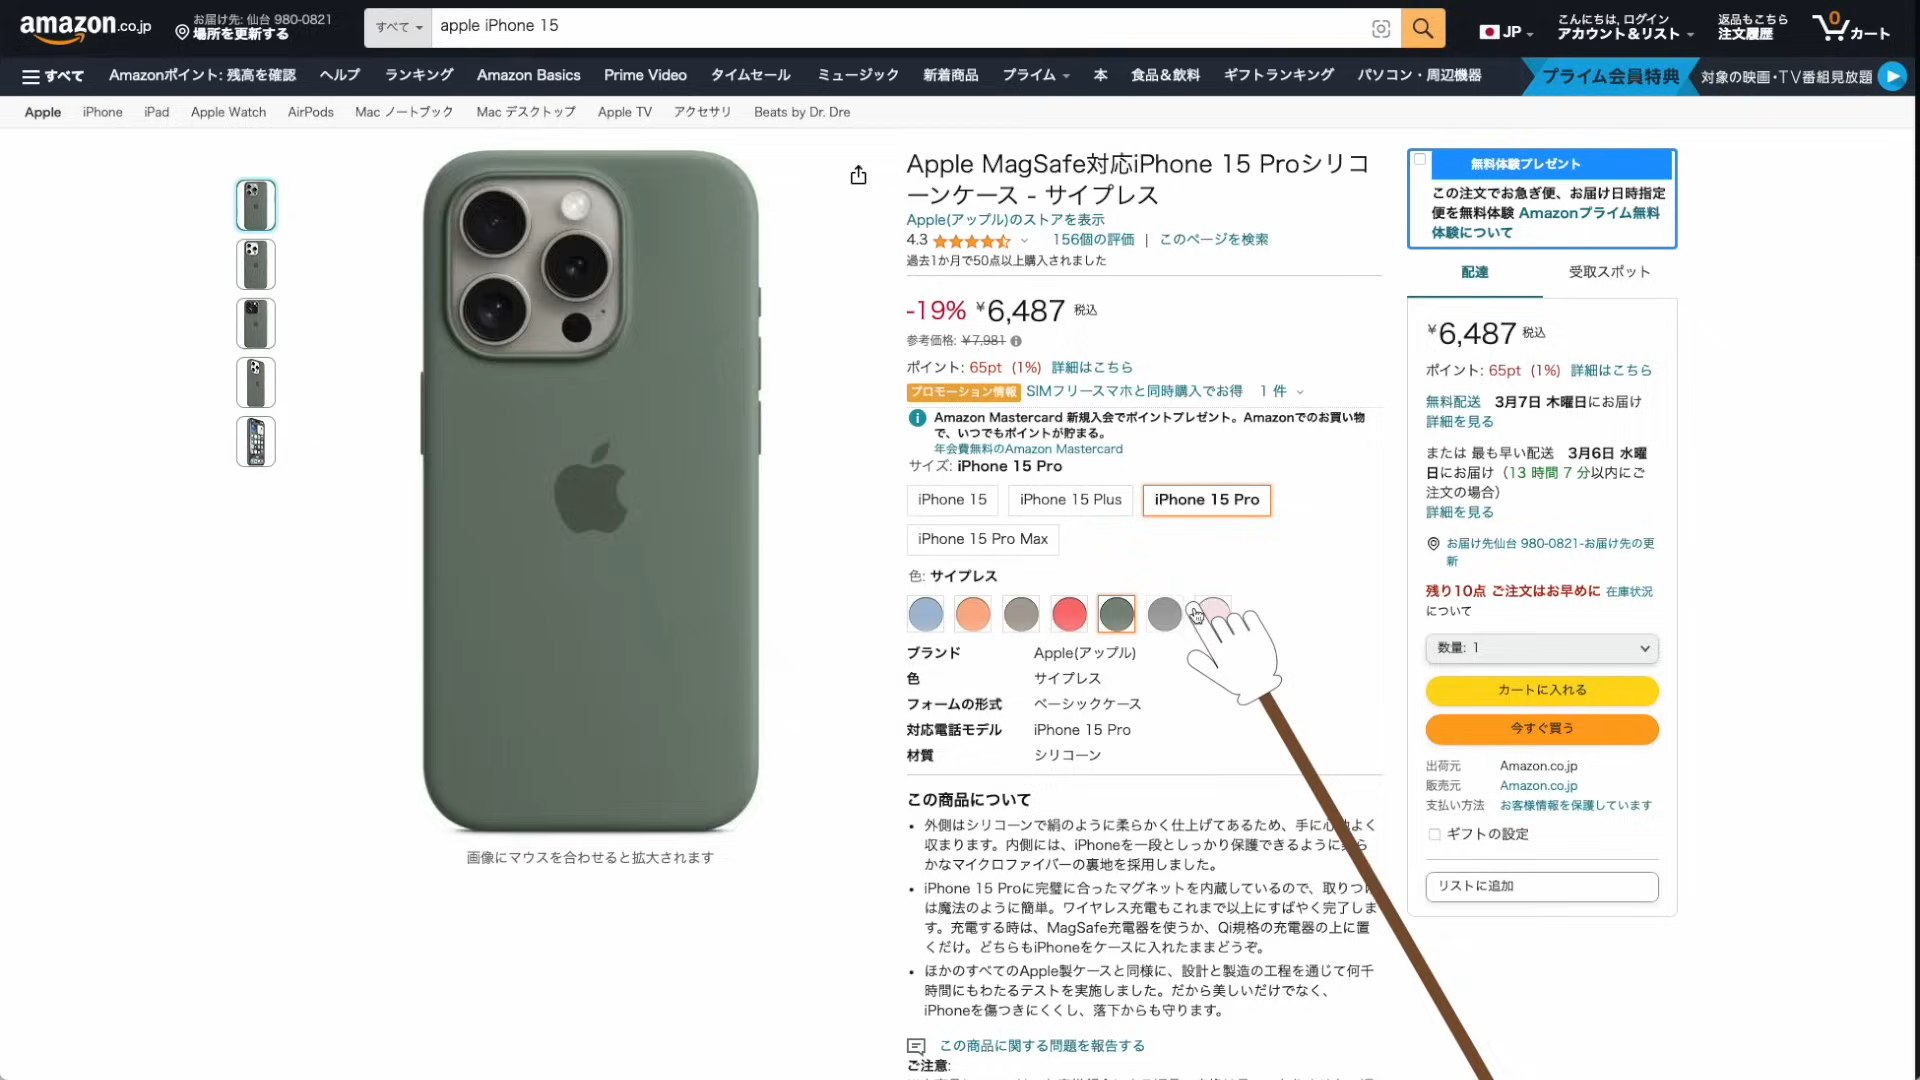 amazon.co.jp
お届け先: 仙台 980-0821
場所を更新する
すべて
apple iPhone 15
JP
こんにちは, ログイン
アカウント&リスト
返品もこちら
注文履歴
0
カート
すべて
Amazonポイント: 残高を確認
ヘルプ
ランキング
Amazon Basics
Prime Video
タイムセール
ミュージック
新着商品
プライム
本
食品&飲料
ギフトランキング
パソコン・周辺機器
プライム会員特典
対象の映画・TV番組見放題
Apple
iPhone
iPad
Apple Watch
AirPods
Mac ノートブック
Mac デスクトップ
Apple TV
アクセサリ
Beats by Dr. Dre
画像にマウスを合わせると拡大されます
Apple MagSafe対応iPhone 15 Proシリコ
ーンケース - サイプレス
Apple(アップル)のストアを表示
4.3
156個の評価 | このページを検索
過去1か月で50点以上購入されました
-19% ¥6,487 税込
参考価格: ¥7,981
ポイント: 65pt (1%) 詳細はこちら
プロモーション情報 SIMフリースマホと同時購入でお得 1 件
Amazon Mastercard 新規入会でポイントプレゼント。Amazonでのお買い物
で、いつでもポイントが貯まる。
年会費無料のAmazon Mastercard
サイズ: iPhone 15 Pro
iPhone 15
iPhone 15 Plus
iPhone 15 Pro
iPhone 15 Pro Max
色: サイプレス
ブランド Apple(アップル)
色 サイプレス
フォームの形式 ベーシックケース
対応電話モデル iPhone 15 Pro
材質 シリコーン
この商品について
外側はシリコーンで絹のように柔らかく仕上げてあるため、手に心よく
収まります。内側には、iPhoneを一段としっかり保護できるようにら
かなマイクロファイバーの裏地を採用しました。
iPhone 15 Proに完璧に合ったマグネットを内蔵しているので、取りつ
は魔法のように簡単。ワイヤレス充電もこれまで以上にすばやく完了しま
す。充電する時は、MagSafe充電器を使うか、Qi規格の充電器の上に置
くだけ。どちらもiPhoneをケースに入れたままどうぞ。
ほかのすべてのApple製ケースと同様に、設計と製造の工程を通じて何千
時間にもわたるテストを実施しました。だから美しいだけでなく、
iPhoneを傷つきにくくし、落下からも守ります。
この商品に関する問題を報告する
ご注意:
無料体験プレゼント
この注文でお急ぎ便、お届け日時指定
便を無料体験 Amazonプライム無料
体験について
配達
受取スポット
¥6,487 税込
ポイント: 65pt (1%) 詳細はこちら
無料配送 3月7日 木曜日にお届け
詳細を見る
または 最も早い配送 3月6日 水曜
日にお届け（13 時間 7 分以内にご
注文の場合）
詳細を見る
お届け先仙台 980-0821-お届け先の更
新
残り10点 ご注文はお早めに 在庫状況
について
数量: 1
カートに入れる
今すぐ買う
出荷元 Amazon.co.jp
販売元 Amazon.co.jp
支払い方法 お客様情報を保護しています
ギフトの設定
リストに追加